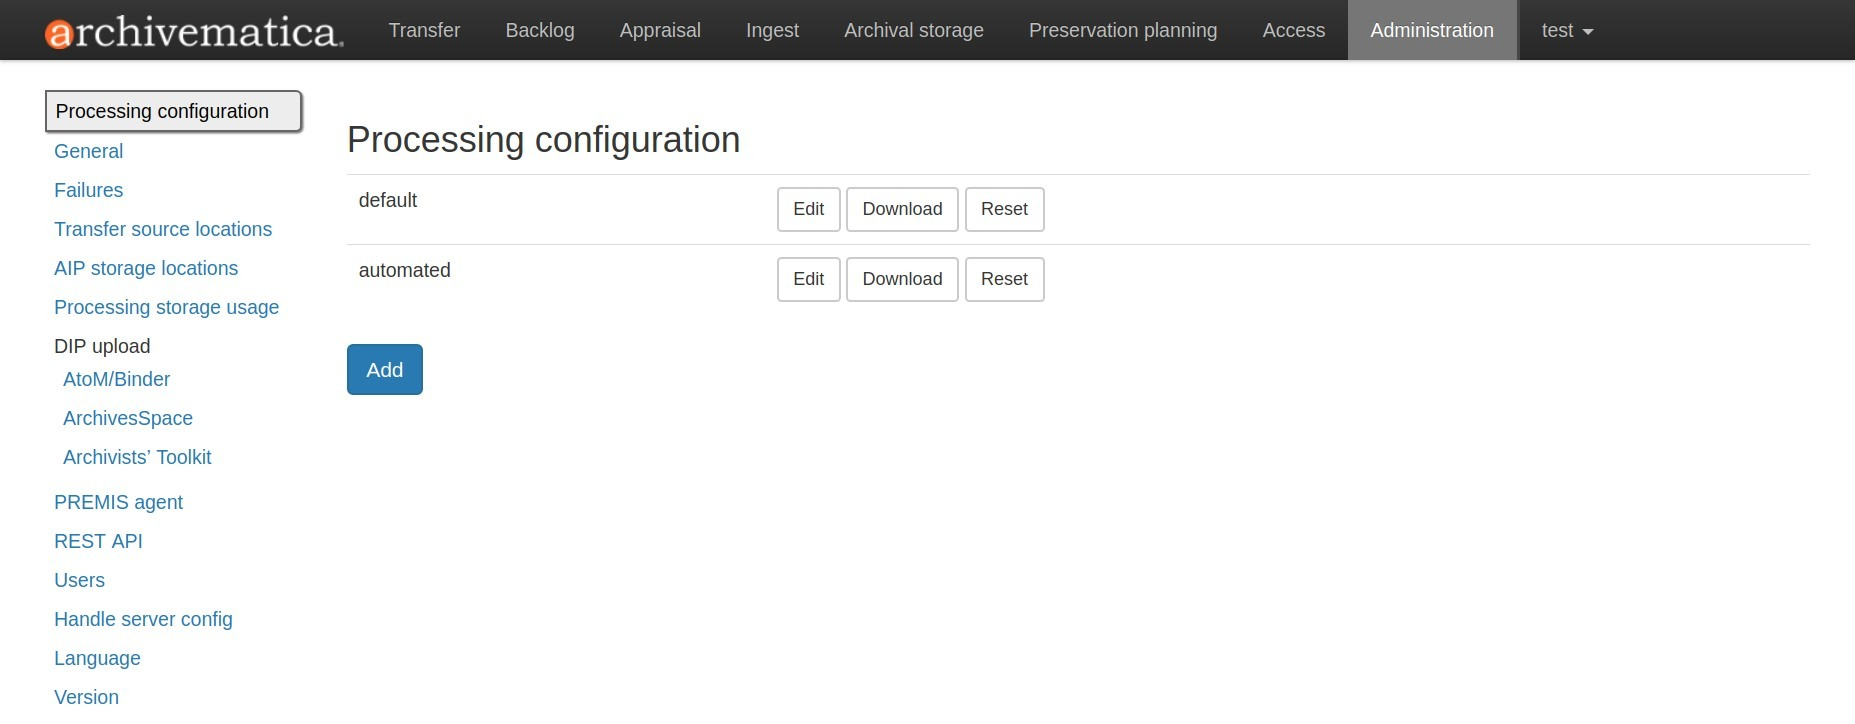 archivematica Transfer Backlog Appraisal Ingest Archival storage Preservation planning Access Administration test
Processing configuration
General
Failures
Transfer source locations
AIP storage locations
Processing storage usage
DIP upload
AtoM/Binder
ArchivesSpace
Archivists’ Toolkit
PREMIS agent
REST API
Users
Handle server config
Language
Version
Processing configuration
default Edit Download Reset
automated Edit Download Reset
Add